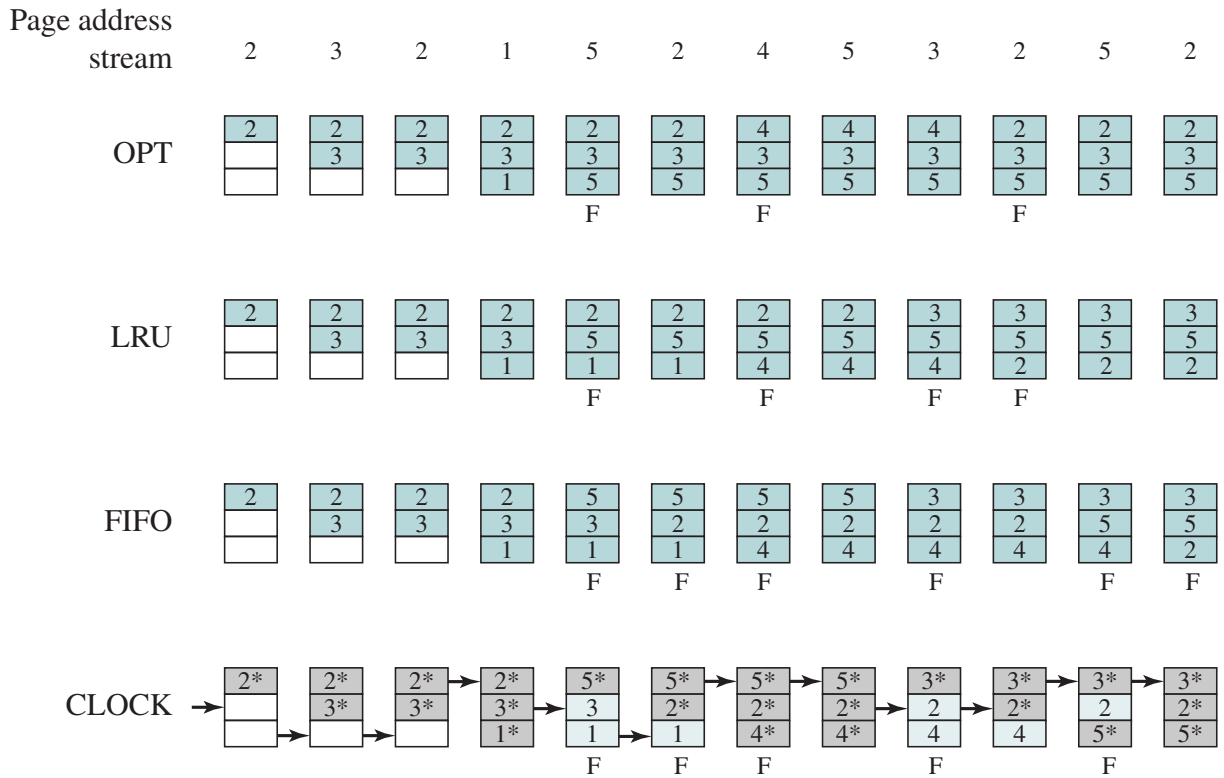 Page address
stream 2 3 2 1 5 2 4 5 3 2 5 2
2 2 2 2 2 2 4 4 4 2 2 2
OPT 3 3 3 3 3 3 3 3 3 3 3
1 5 5 5 5 5 5 5 5
F F F
2 2 2 2 2 2 2 2 3 3 3 3
LRU 3 3 3 5 5 5 5 5 5 5 5
1 1 1 4 4 4 2 2 2
F F F F
2 2 2 2 5 5 5 5 3 3 3 3
FIFO 3 3 3 3 2 2 2 2 2 5 5
1 1 1 4 4 4 4 4 2
F F F F F F
2* 2* 2* 2* 5* 5* 5* 5* 3* 3* 3* 3*
CLOCK 3* 3* 3* 3 2* 2* 2* 2 2* 2 2*
1* 1 1 4* 4* 4 4 5* 5*
F F F F F